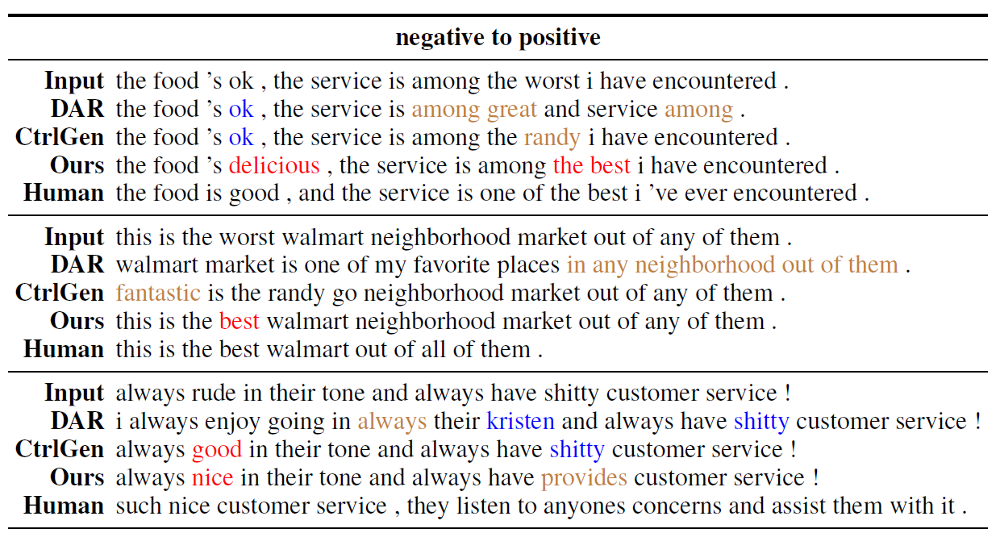 negative to positive
Input the food 's ok , the service is among the worst i have encountered .
DAR the food 's ok , the service is among great and service among .
CtrlGen the food 's ok , the service is among the randy i have encountered .
Ours the food 's delicious , the service is among the best i have encountered .
Human the food is good , and the service is one of the best i 've ever encountered .
Input this is the worst walmart neighborhood market out of any of them .
DAR walmart market is one of my favorite places in any neighborhood out of them .
CtrlGen fantastic is the randy go neighborhood market out of any of them .
Ours this is the best walmart neighborhood market out of any of them .
Human this is the best walmart out of all of them .
Input always rude in their tone and always have shitty customer service !
DAR i always enjoy going in always their kristen and always have shitty customer service !
CtrlGen always good in their tone and always have shitty customer service !
Ours always nice in their tone and always have provides customer service !
Human such nice customer service , they listen to anyones concerns and assist them with it .